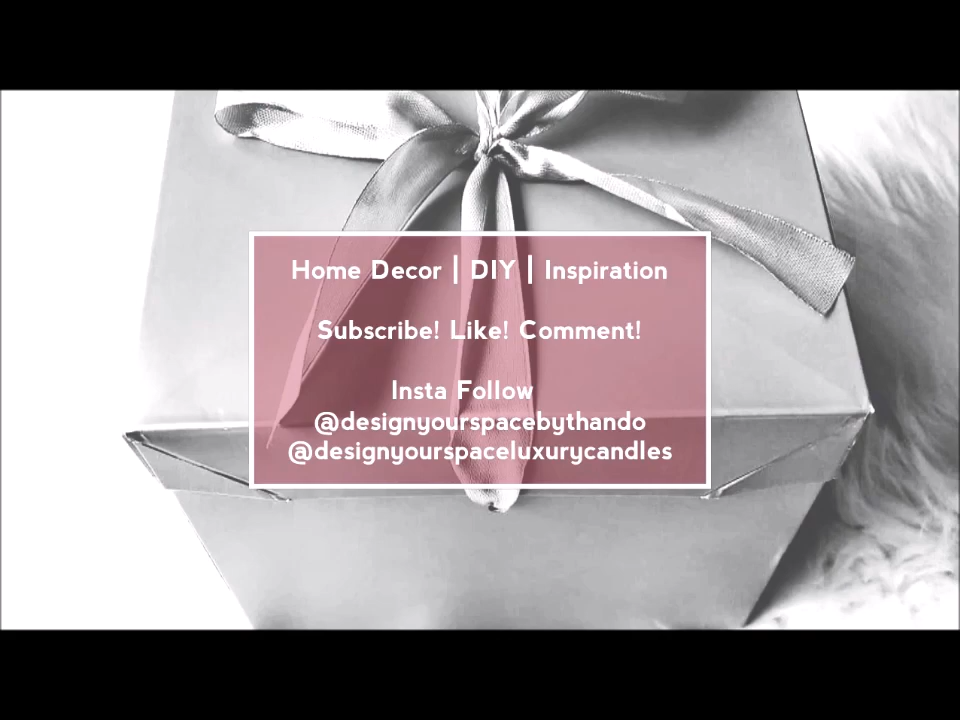 Home Decor | DIY | Inspiration
Subscribe! Like! Comment!
Insta Follow
@designyourspacebythando
@designyourspaceluxurycandles